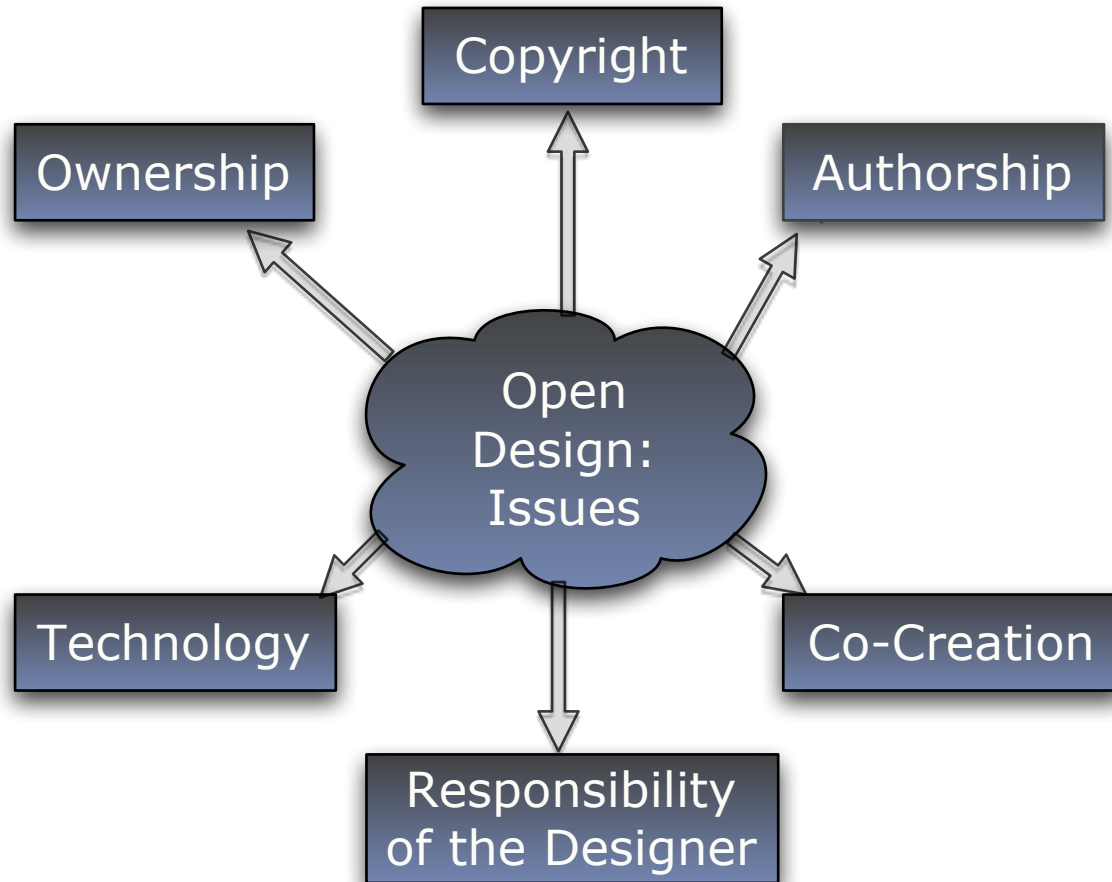 Copyright
Ownership
Authorship
Open
Design:
Issues
Technology
Co-Creation
Responsibility
of the Designer